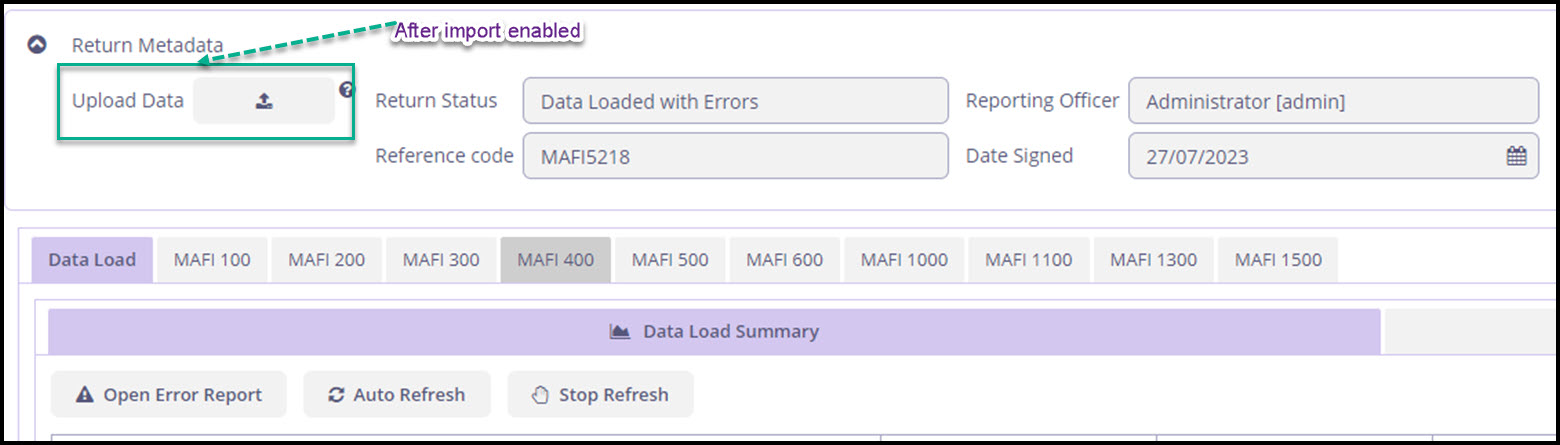 After import enabled
Return Metadata
Upload Data
Return Status
Data Loaded with Errors
Reporting Officer
Administrator [admin]
Reference code
MAFI5218
Date Signed
27/07/2023
Data Load
MAFI 100
MAFI 200
MAFI 300
MAFI 400
MAFI 500
MAFI 600
MAFI 1000
MAFI 1100
MAFI 1300
MAFI 1500
Data Load Summary
Open Error Report
Auto Refresh
Stop Refresh